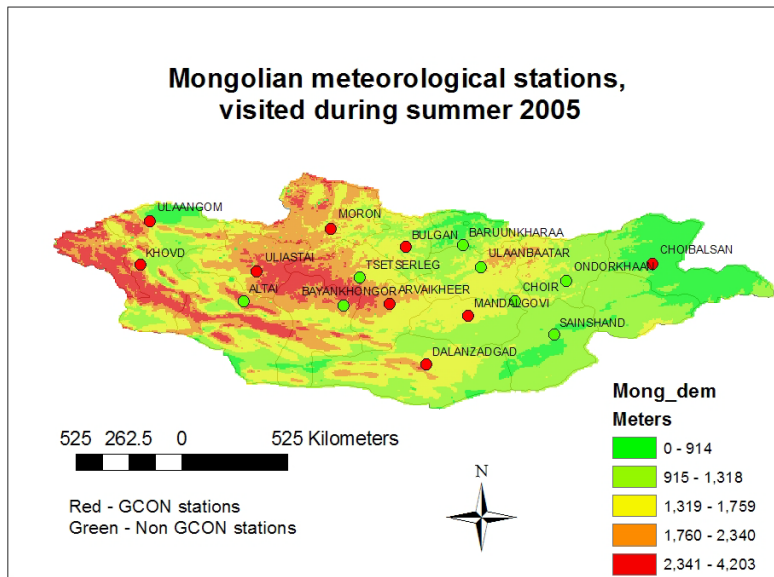 Mongolian meteorological stations,
visited during summer 2005
ULAANGOM
MORON
BULGAN
BARUUNKHARAA
KHOVD
ULIASTAI
TSETSERLEG
ULAANBAATAR
ONDORKHAAN
CHOIBALSAN
ALTAI
BAYANKHONGOR
ARVAIKHEER
CHOIR
MANDALGOVI
SAINSHAND
DALANZADGAD
Mong_dem
Meters
0 - 914
915 - 1,318
1,319 - 1,759
1,760 - 2,340
2,341 - 4,203
525 262.5 0 525 Kilometers
N
Red - GCON stations
Green - Non GCON stations